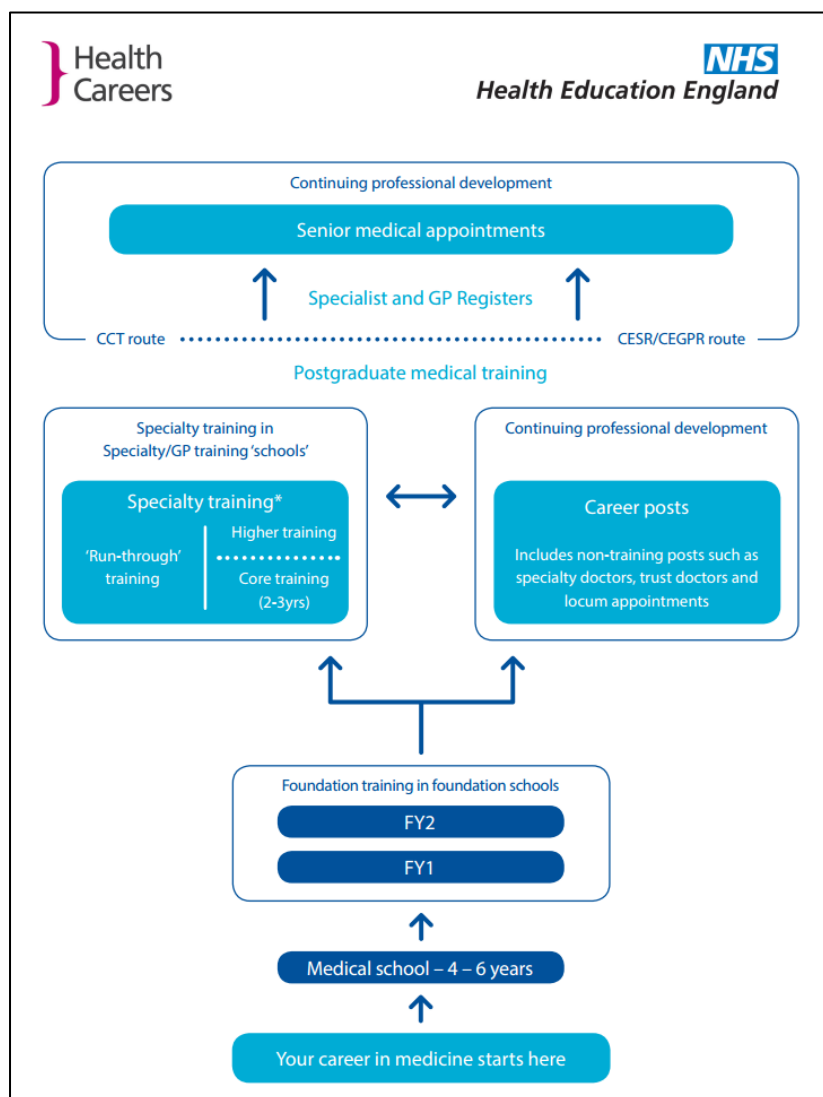 Health
Careers
NHS
Health Education England
Continuing professional development
Senior medical appointments
Specialist and GP Registers
CCT route
CESR/CEGPR route
Postgraduate medical training
Specialty training in
Specialty/GP training ‘schools’
Specialty training*
‘Run-through’
training
Higher training
Core training
(2-3yrs)
Continuing professional development
Career posts
Includes non-training posts such as
specialty doctors, trust doctors and
locum appointments
Foundation training in foundation schools
FY2
FY1
Medical school – 4 – 6 years
Your career in medicine starts here